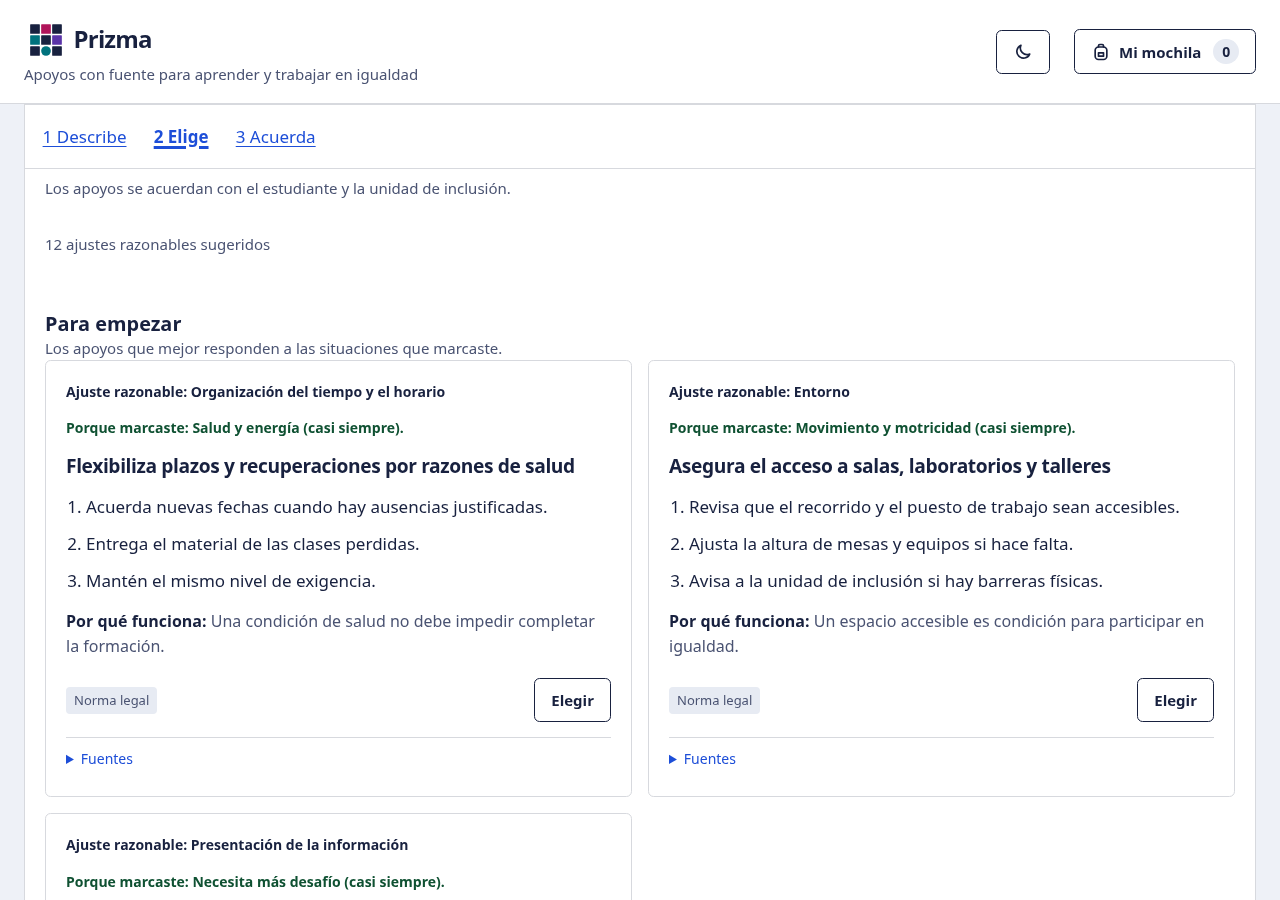 Prizma
Apoyos con fuente para aprender y trabajar en igualdad
Mi mochila 0
1 Describe 2 Elige 3 Acuerda
Los apoyos se acuerdan con el estudiante y la unidad de inclusión.
12 ajustes razonables sugeridos
Para empezar
Los apoyos que mejor responden a las situaciones que marcaste.
Ajuste razonable: Organización del tiempo y el horario
Porque marcaste: Salud y energía (casi siempre).
Flexibiliza plazos y recuperaciones por razones de salud
1. Acuerda nuevas fechas cuando hay ausencias justificadas.
2. Entrega el material de las clases perdidas.
3. Mantén el mismo nivel de exigencia.
Por qué funciona: Una condición de salud no debe impedir completar
la formación.
Norma legal
Elegir
Fuentes
Ajuste razonable: Entorno
Porque marcaste: Movimiento y motricidad (casi siempre).
Asegura el acceso a salas, laboratorios y talleres
1. Revisa que el recorrido y el puesto de trabajo sean accesibles.
2. Ajusta la altura de mesas y equipos si hace falta.
3. Avisa a la unidad de inclusión si hay barreras físicas.
Por qué funciona: Un espacio accesible es condición para participar en
igualdad.
Norma legal
Elegir
Fuentes
Ajuste razonable: Presentación de la información
Porque marcaste: Necesita más desafío (casi siempre).